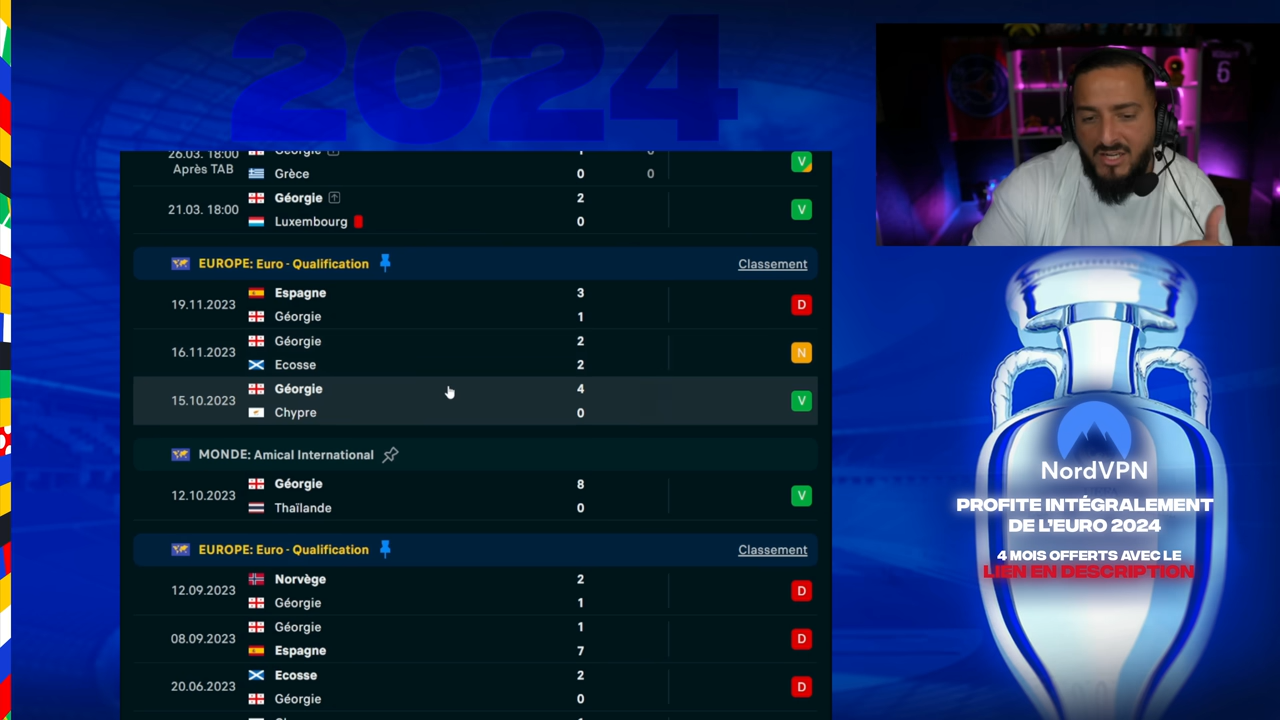 2024
26.03. 18:00
Après TAB
Géorgie
Grèce 0 0
21.03. 18:00
Géorgie 2
Luxembourg 0
V
V
EUROPE: Euro - Qualification Classement
19.11.2023
Espagne 3
Géorgie 1
D
16.11.2023
Géorgie 2
Ecosse 2
N
15.10.2023
Géorgie 4
Chypre 0
V
MONDE: Amical International
12.10.2023
Géorgie 8
Thaïlande 0
V
EUROPE: Euro - Qualification Classement
12.09.2023
Norvège 2
Géorgie 1
D
08.09.2023
Géorgie 1
Espagne 7
D
20.06.2023
Ecosse 2
Géorgie 0
D
6
NordVPN
PROFITE INTÉGRALEMENT
DE L'EURO 2024
4 MOIS OFFERTS AVEC LE
LIEN EN DESCRIPTION